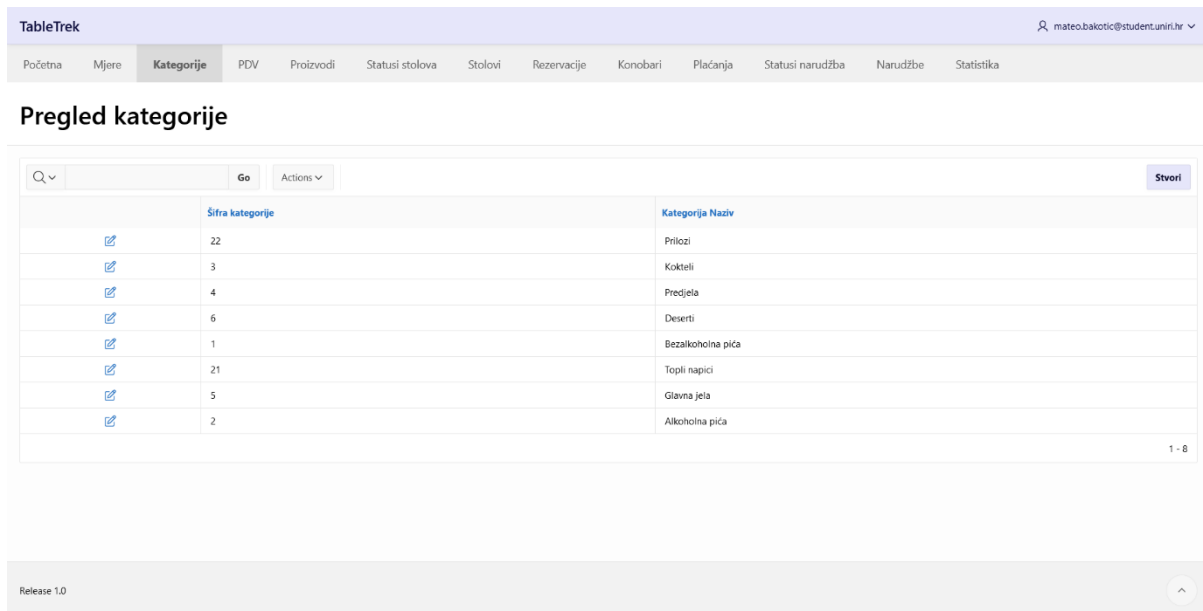 TableTrek mateo.bakotic@student.uniri.hr
Početna Mjere Kategorije PDV Proizvodi Statusi stolova Stolovi Rezervacije Konobari Plaćanja Statusi narudžba Narudžbe Statistika
Pregled kategorije
Go Actions Stvori
Šifra kategorije Kategorija Naziv
22 Prilozi
3 Kokteli
4 Predjela
6 Deserti
1 Bezalkoholna pića
21 Topli napici
5 Glavna jela
2 Alkoholna pića
1 - 8
Release 1.0